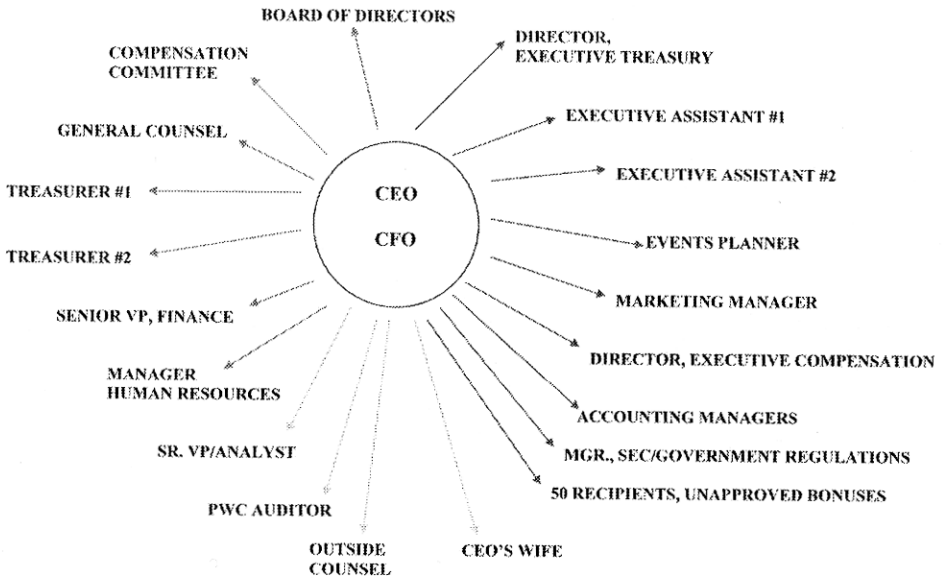 BOARD OF DIRECTORS
DIRECTOR,
EXECUTIVE TREASURY
COMPENSATION
COMMITTEE
EXECUTIVE ASSISTANT #1
GENERAL COUNSEL
EXECUTIVE ASSISTANT #2
TREASURER #1
CEO
CFO
EVENTS PLANNER
TREASURER #2
MARKETING MANAGER
SENIOR VP, FINANCE
DIRECTOR, EXECUTIVE COMPENSATION
MANAGER
HUMAN RESOURCES
ACCOUNTING MANAGERS
SR. VP/ANALYST
MGR., SEC/GOVERNMENT REGULATIONS
50 RECIPIENTS, UNAPPROVED BONUSES
PWC AUDITOR
OUTSIDE
COUNSEL
CEO'S WIFE